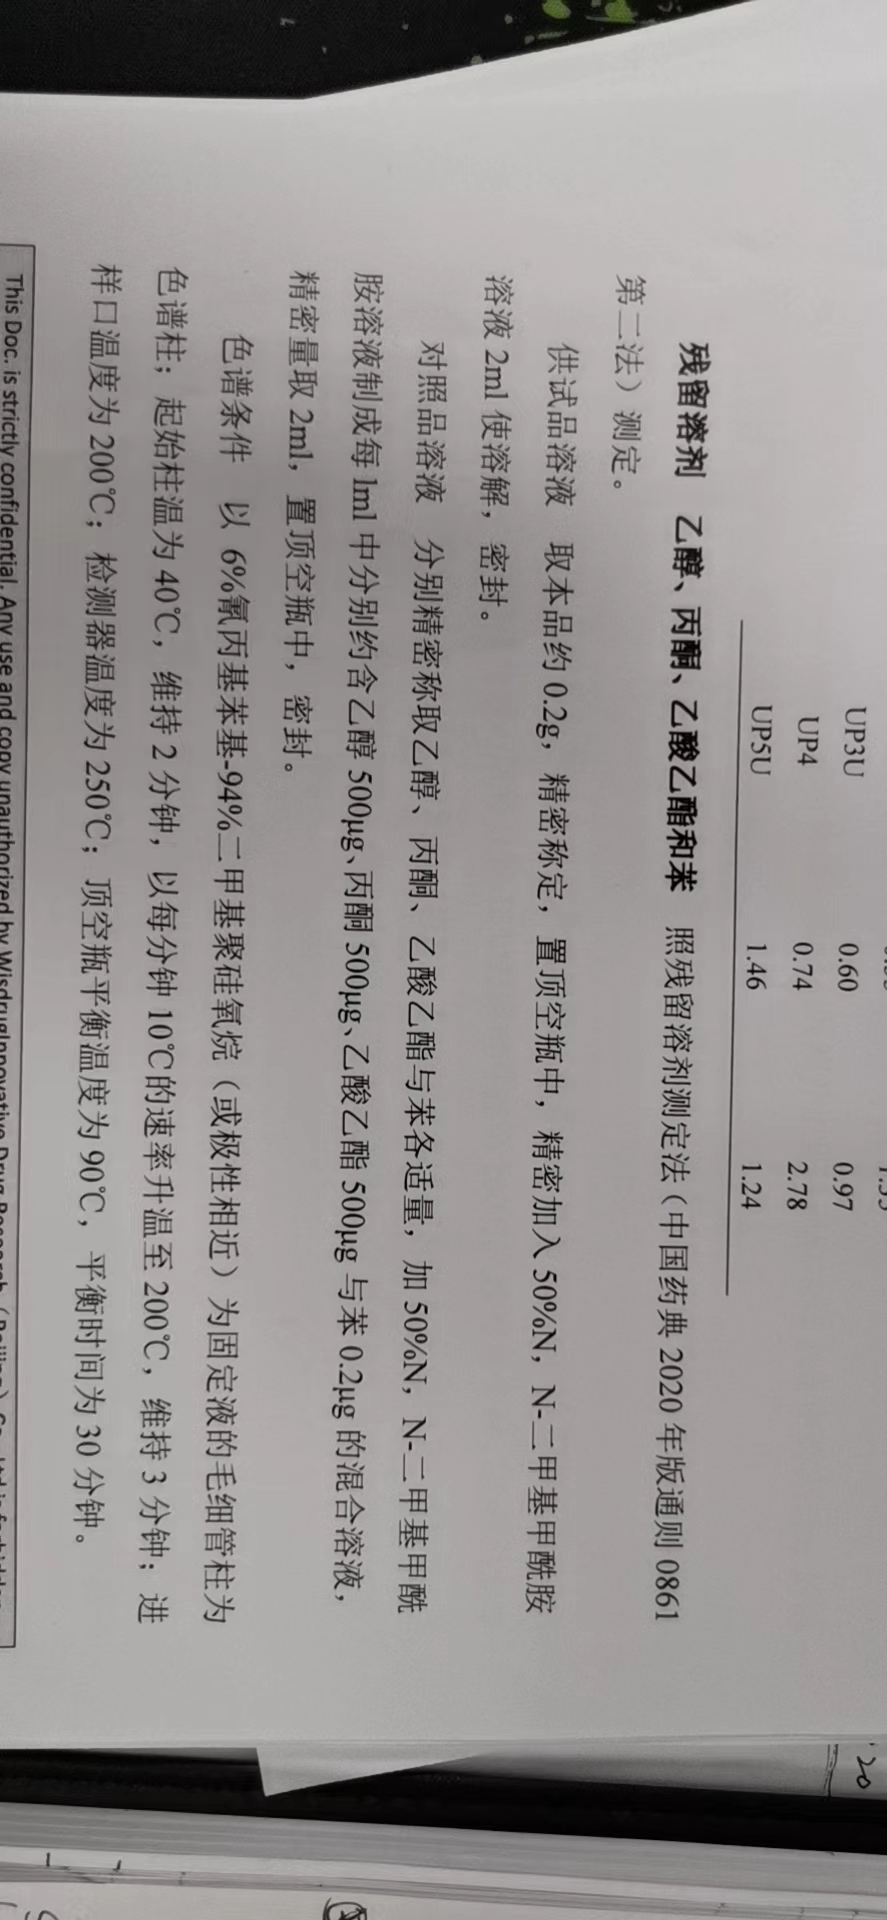 UP3U 0.60 0.97
UP4 0.74 2.78
UP5U 1.46 1.24
残留溶剂 乙醇、丙酮、乙酸乙酯和苯 照残留溶剂测定法（中国药典 2020 年版通则 0861
第二法）测定。
供试品溶液 取本品约 0.2g，精密称定，置顶空瓶中，精密加入 50%N，N-二甲基甲酰胺
溶液 2ml 使溶解，密封。
对照品溶液 分别精密称取乙醇、丙酮、乙酸乙酯与苯各适量，加 50%N，N-二甲基甲酰
胺溶液制成每 1ml 中分别约含乙醇 500μg、丙酮 500μg、乙酸乙酯 500μg 与苯 0.2μg 的混合溶液，
精密量取 2ml，置顶空瓶中，密封。
色谱条件 以 6%氰丙基苯基-94%二甲基聚硅氧烷（或极性相近）为固定液的毛细管柱为
色谱柱；起始柱温为 40℃，维持 2 分钟，以每分钟 10℃的速率升温至 200℃，维持 3 分钟；进
样口温度为 200℃；检测器温度为 250℃；顶空瓶平衡温度为 90℃，平衡时间为 30 分钟。
This Doc. is strictly confidential. Any use and copy unauthorized by WisdrugInnovative Drug Research
20